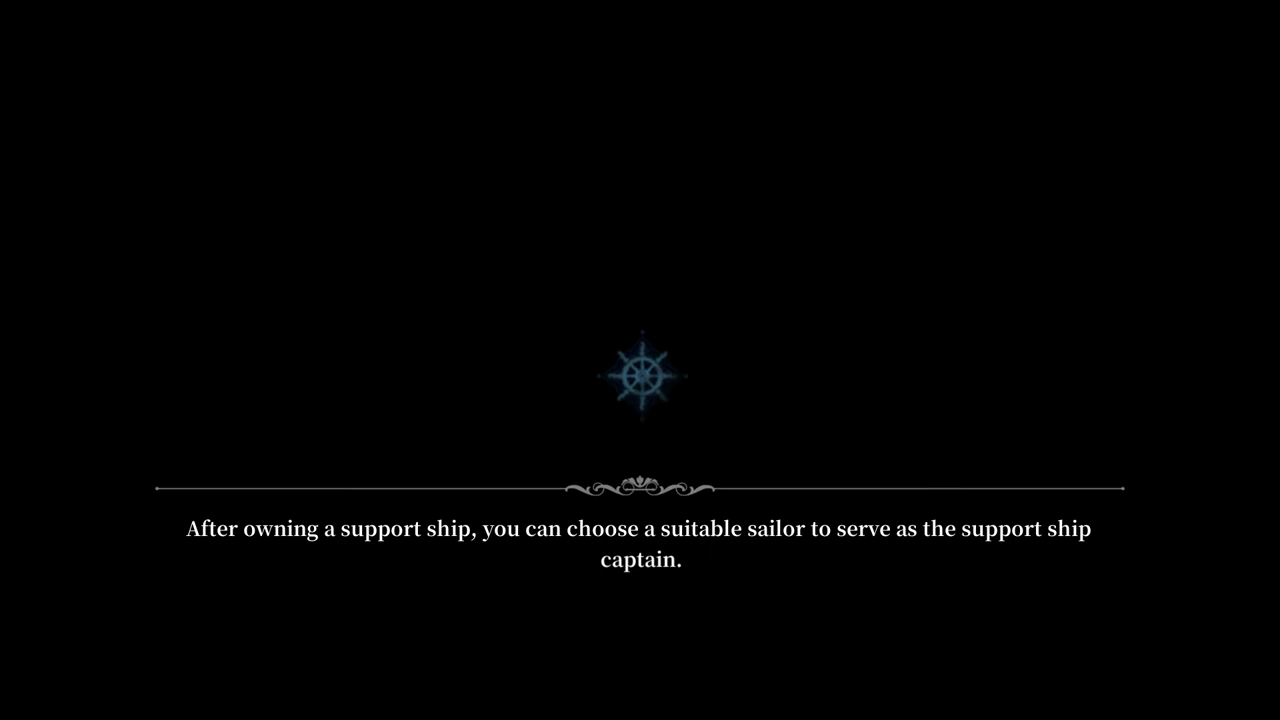 After owning a support ship, you can choose a suitable sailor to serve as the support ship
captain.